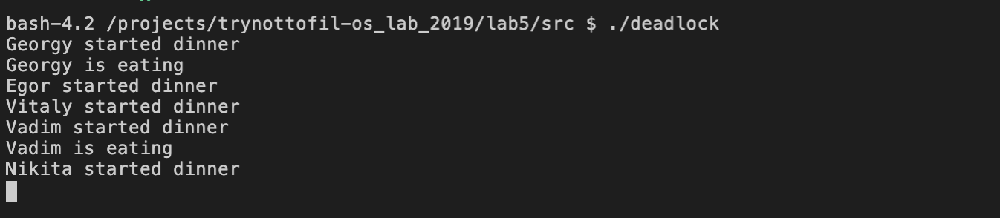 bash-4.2 /projects/trynottofil-os_lab_2019/lab5/src $ ./deadlock
Georgy started dinner
Georgy is eating
Egor started dinner
Vitaly started dinner
Vadim started dinner
Vadim is eating
Nikita started dinner